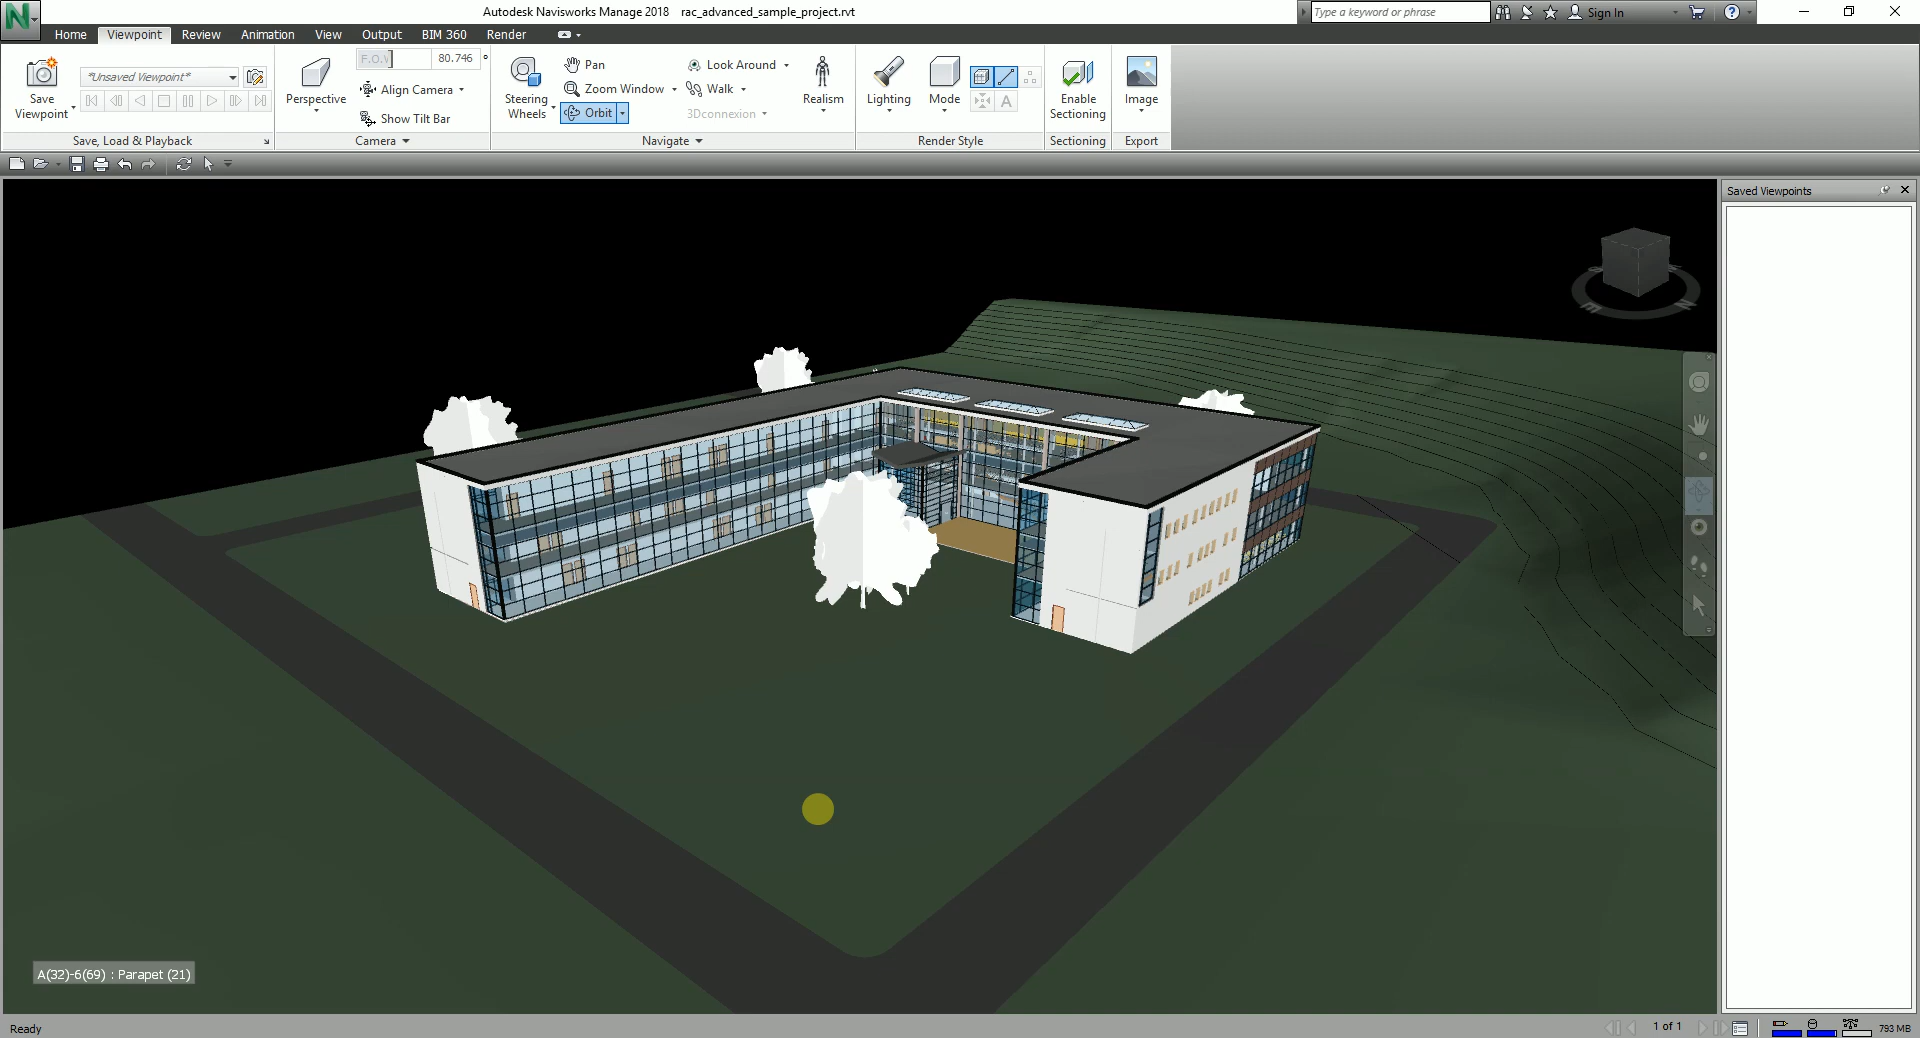 Autodesk Navisworks Manage 2018 rac_advanced_sample_project.rvt
Type a keyword or phrase
Sign In
Home Viewpoint Review Animation View Output BIM 360 Render
Save Viewpoint
*Unsaved Viewpoint*
Save, Load & Playback
Perspective
F.O.V 80.746 °
Align Camera
Show Tilt Bar
Camera
Steering Wheels
Pan
Zoom Window
Orbit
Look Around
Walk
3Dconnexion
Realism
Navigate
Lighting
Mode
A
Render Style
Enable Sectioning
Sectioning
Image
Export
Saved Viewpoints
A(32)-6(69) : Parapet (21)
Ready
1 of 1
793 MB